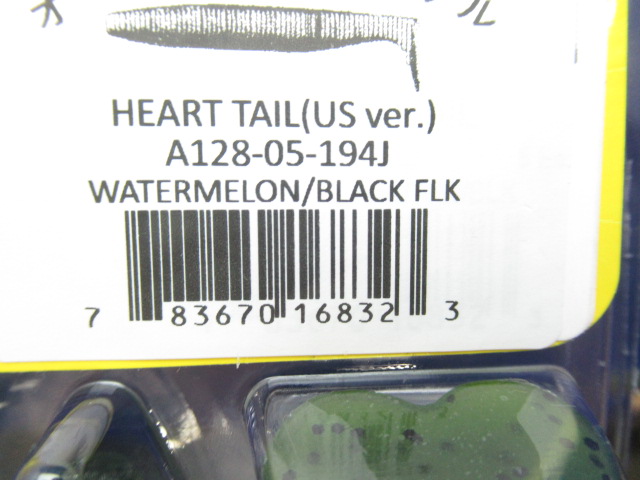 HEART TAIL(US ver.)
A128-05-194J
WATERMELON/BLACK FLK
7 83670 16832 3